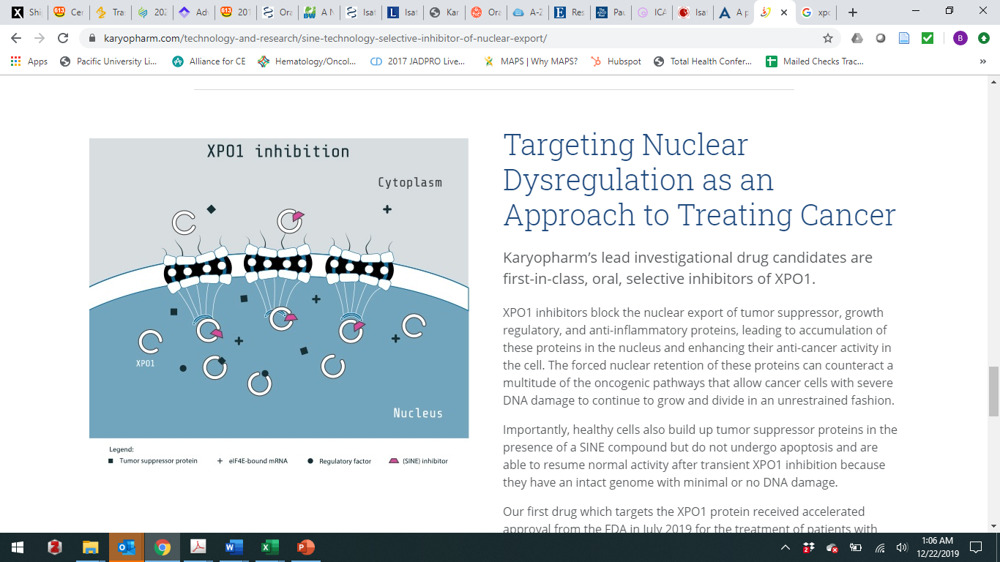 Shi
Cer
Tra
202
Adv
201
Ora
A N
Isat
Isat
Kar
Ora
A-Z
Res
Pau
ICA
Isat
A p
xpc
karyopharm.com/technology-and-research/sine-technology-selective-inhibitor-of-nuclear-export/
B
Apps
Pacific University Li...
Alliance for CE
Hematology/Oncol...
2017 JADPRO Live...
MAPS | Why MAPS?
Hubspot
Total Health Confer...
Mailed Checks Trac...
»
XPO1 inhibition
Cytoplasm
XPO1
Nucleus
Legend:
Tumor suppressor protein
eIF4E-bound mRNA
Regulatory factor
(SINE) inhibitor
Targeting Nuclear
Dysregulation as an
Approach to Treating Cancer
Karyopharm’s lead investigational drug candidates are
first-in-class, oral, selective inhibitors of XPO1.
XPO1 inhibitors block the nuclear export of tumor suppressor, growth
regulatory, and anti-inflammatory proteins, leading to accumulation of
these proteins in the nucleus and enhancing their anti-cancer activity in
the cell. The forced nuclear retention of these proteins can counteract a
multitude of the oncogenic pathways that allow cancer cells with severe
DNA damage to continue to grow and divide in an unrestrained fashion.
Importantly, healthy cells also build up tumor suppressor proteins in the
presence of a SINE compound but do not undergo apoptosis and are
able to resume normal activity after transient XPO1 inhibition because
they have an intact genome with minimal or no DNA damage.
Our first drug which targets the XPO1 protein received accelerated
approval from the FDA in July 2019 for the treatment of patients with
1:06 AM
12/22/2019